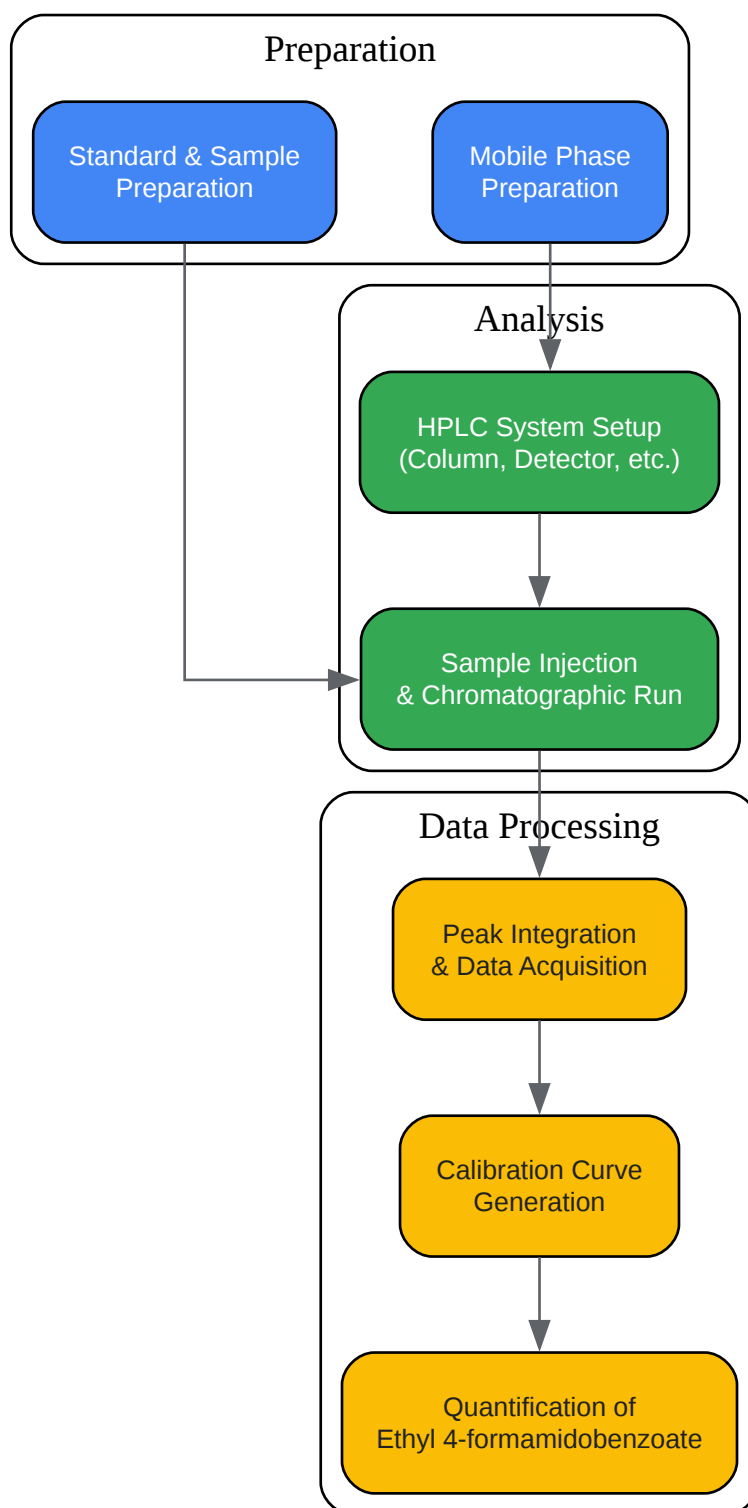 Preparation
Standard & Sample
Preparation
Mobile Phase
Preparation
Analysis
HPLC System Setup
(Column, Detector, etc.)
Sample Injection
& Chromatographic Run
Data Processing
Peak Integration
& Data Acquisition
Calibration Curve
Generation
Quantification of
Ethyl 4-formamidobenzoate